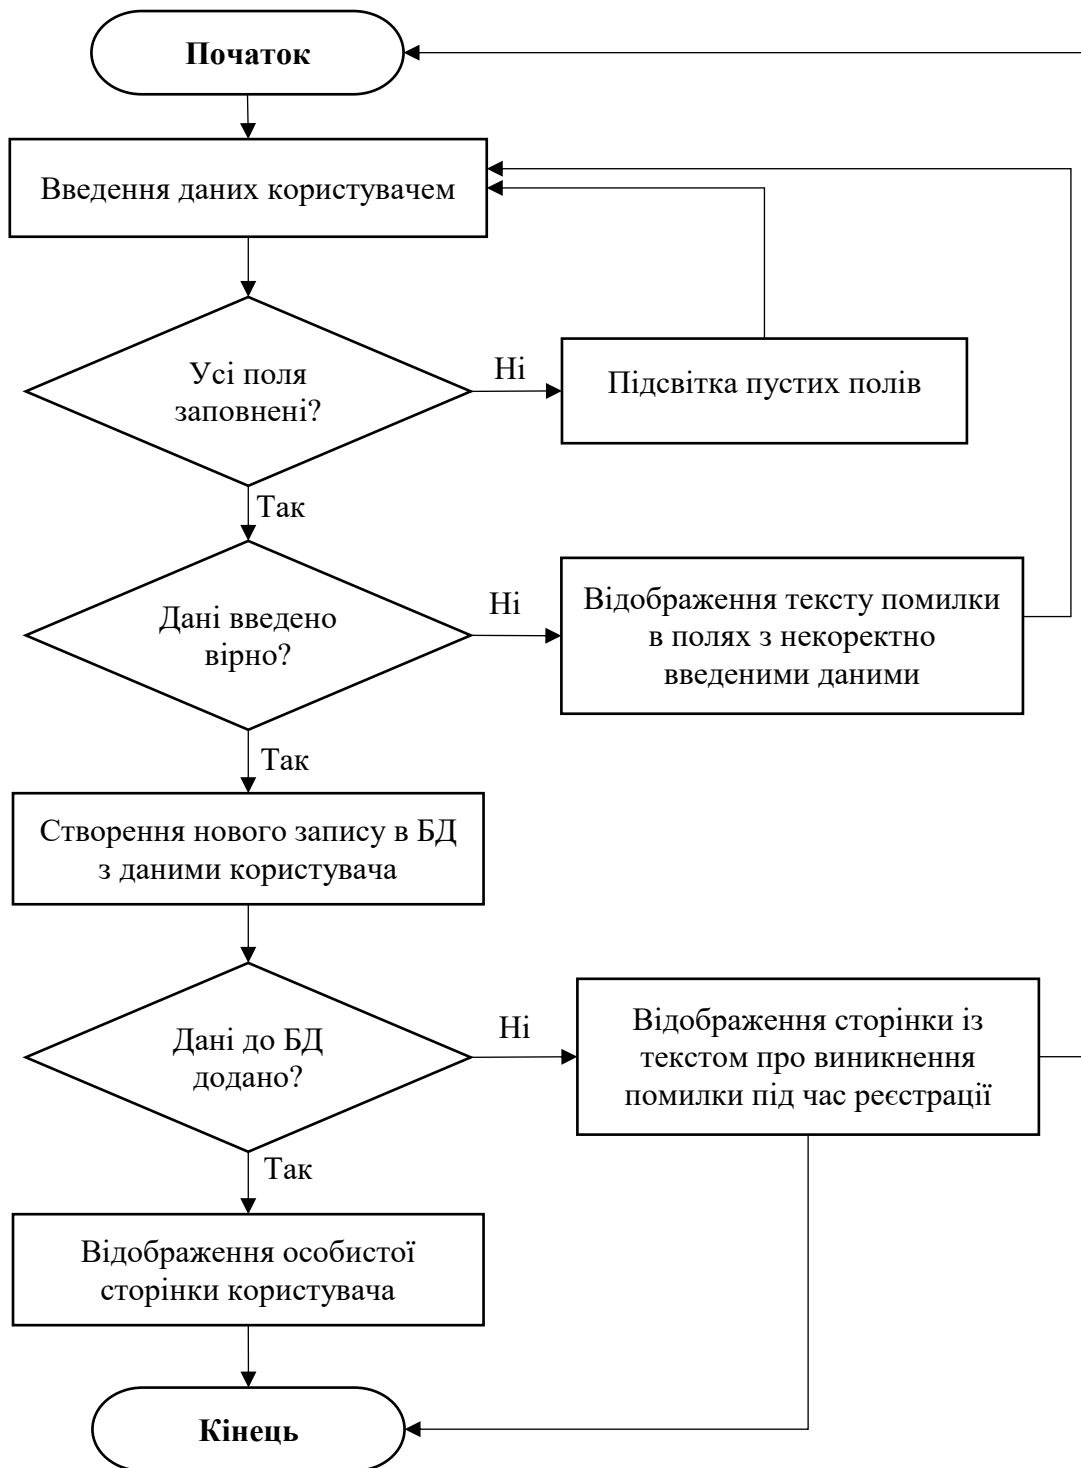 Початок
Введення даних користувачем
Усі поля
заповнені?
Ні
Підсвітка пустих полів
Так
Дані введено
вірно?
Ні
Відображення тексту помилки
в полях з некоректно
введеними даними
Так
Створення нового запису в БД
з даними користувача
Дані до БД
додано?
Ні
Відображення сторінки із
текстом про виникнення
помилки під час реєстрації
Так
Відображення особистої
сторінки користувача
Кінець